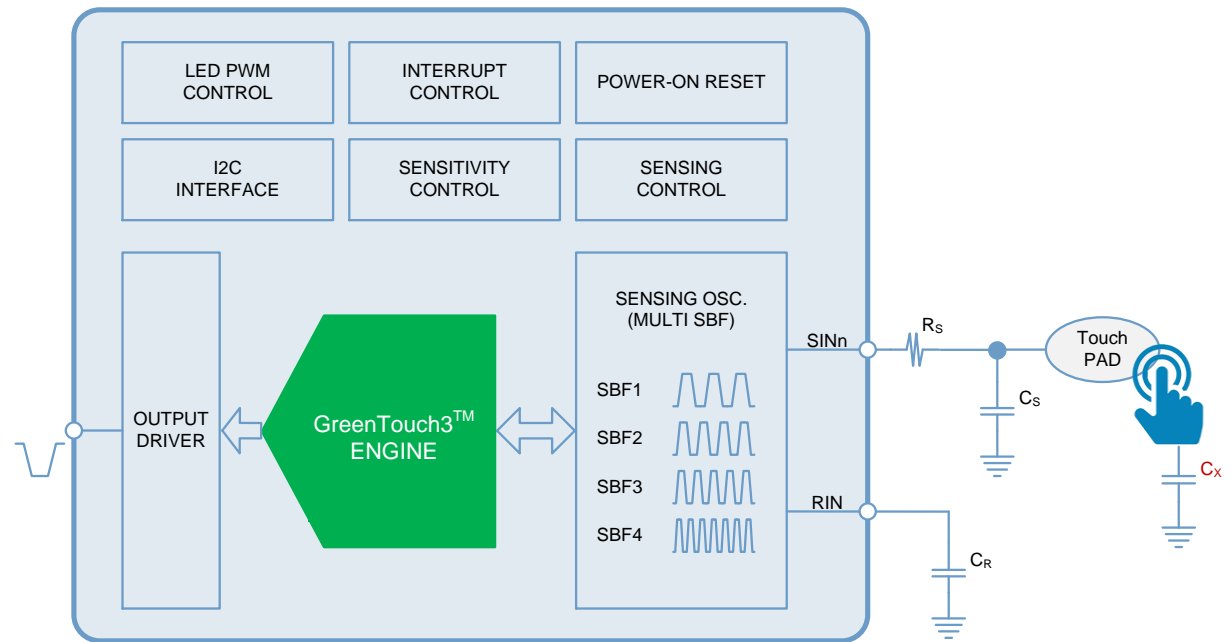 LED PWM
CONTROL
INTERRUPT
CONTROL
POWER-ON RESET
I2C
INTERFACE
SENSITIVITY
CONTROL
SENSING
CONTROL
OUTPUT
DRIVER
GreenTouch3™
ENGINE
SENSING OSC.
(MULTI SBF)
SBF1
SBF2
SBF3
SBF4
SINn
RIN
RS
CS
Touch
PAD
CX
CR